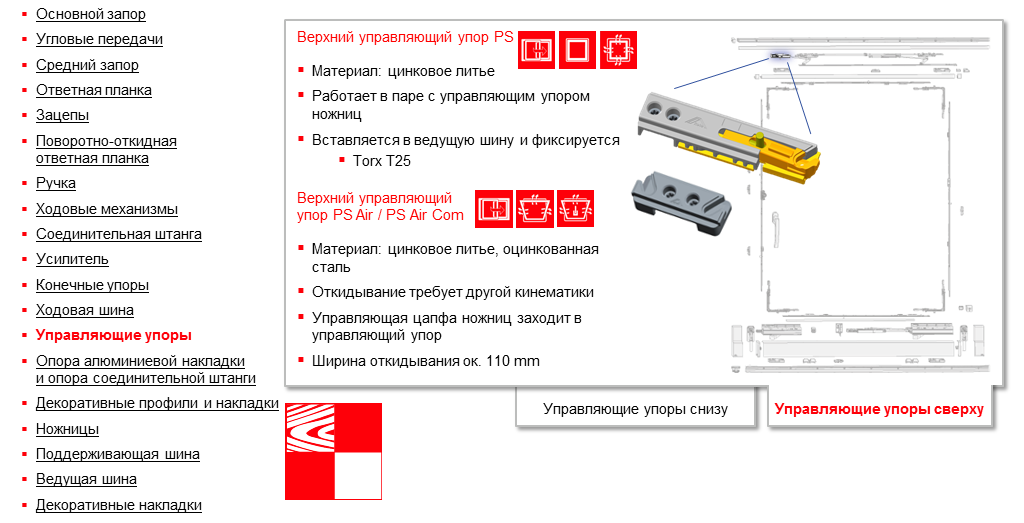 Основной запор
Угловые передачи
Средний запор
Ответная планка
Зацепы
Поворотно-откидная
ответная планка
Ручка
Ходовые механизмы
Соединительная штанга
Усилитель
Конечные упоры
Ходовая шина
Управляющие упоры
Опора алюминиевой накладки
и опора соединительной штанги
Декоративные профили и накладки
Ножницы
Поддерживающая шина
Ведущая шина
Декоративные накладки
Верхний управляющий упор PS
Материал: цинковое литье
Работает в паре с управляющим упором
ножниц
Вставляется в ведущую шину и фиксируется
Torx T25
Верхний управляющий
упор PS Air / PS Air Com
Материал: цинковое литье, оцинкованная
сталь
Откидывание требует другой кинематики
Управляющая цапфа ножниц заходит в
управляющий упор
Ширина откидывания ок. 110 mm
Управляющие упоры снизу
Управляющие упоры сверху